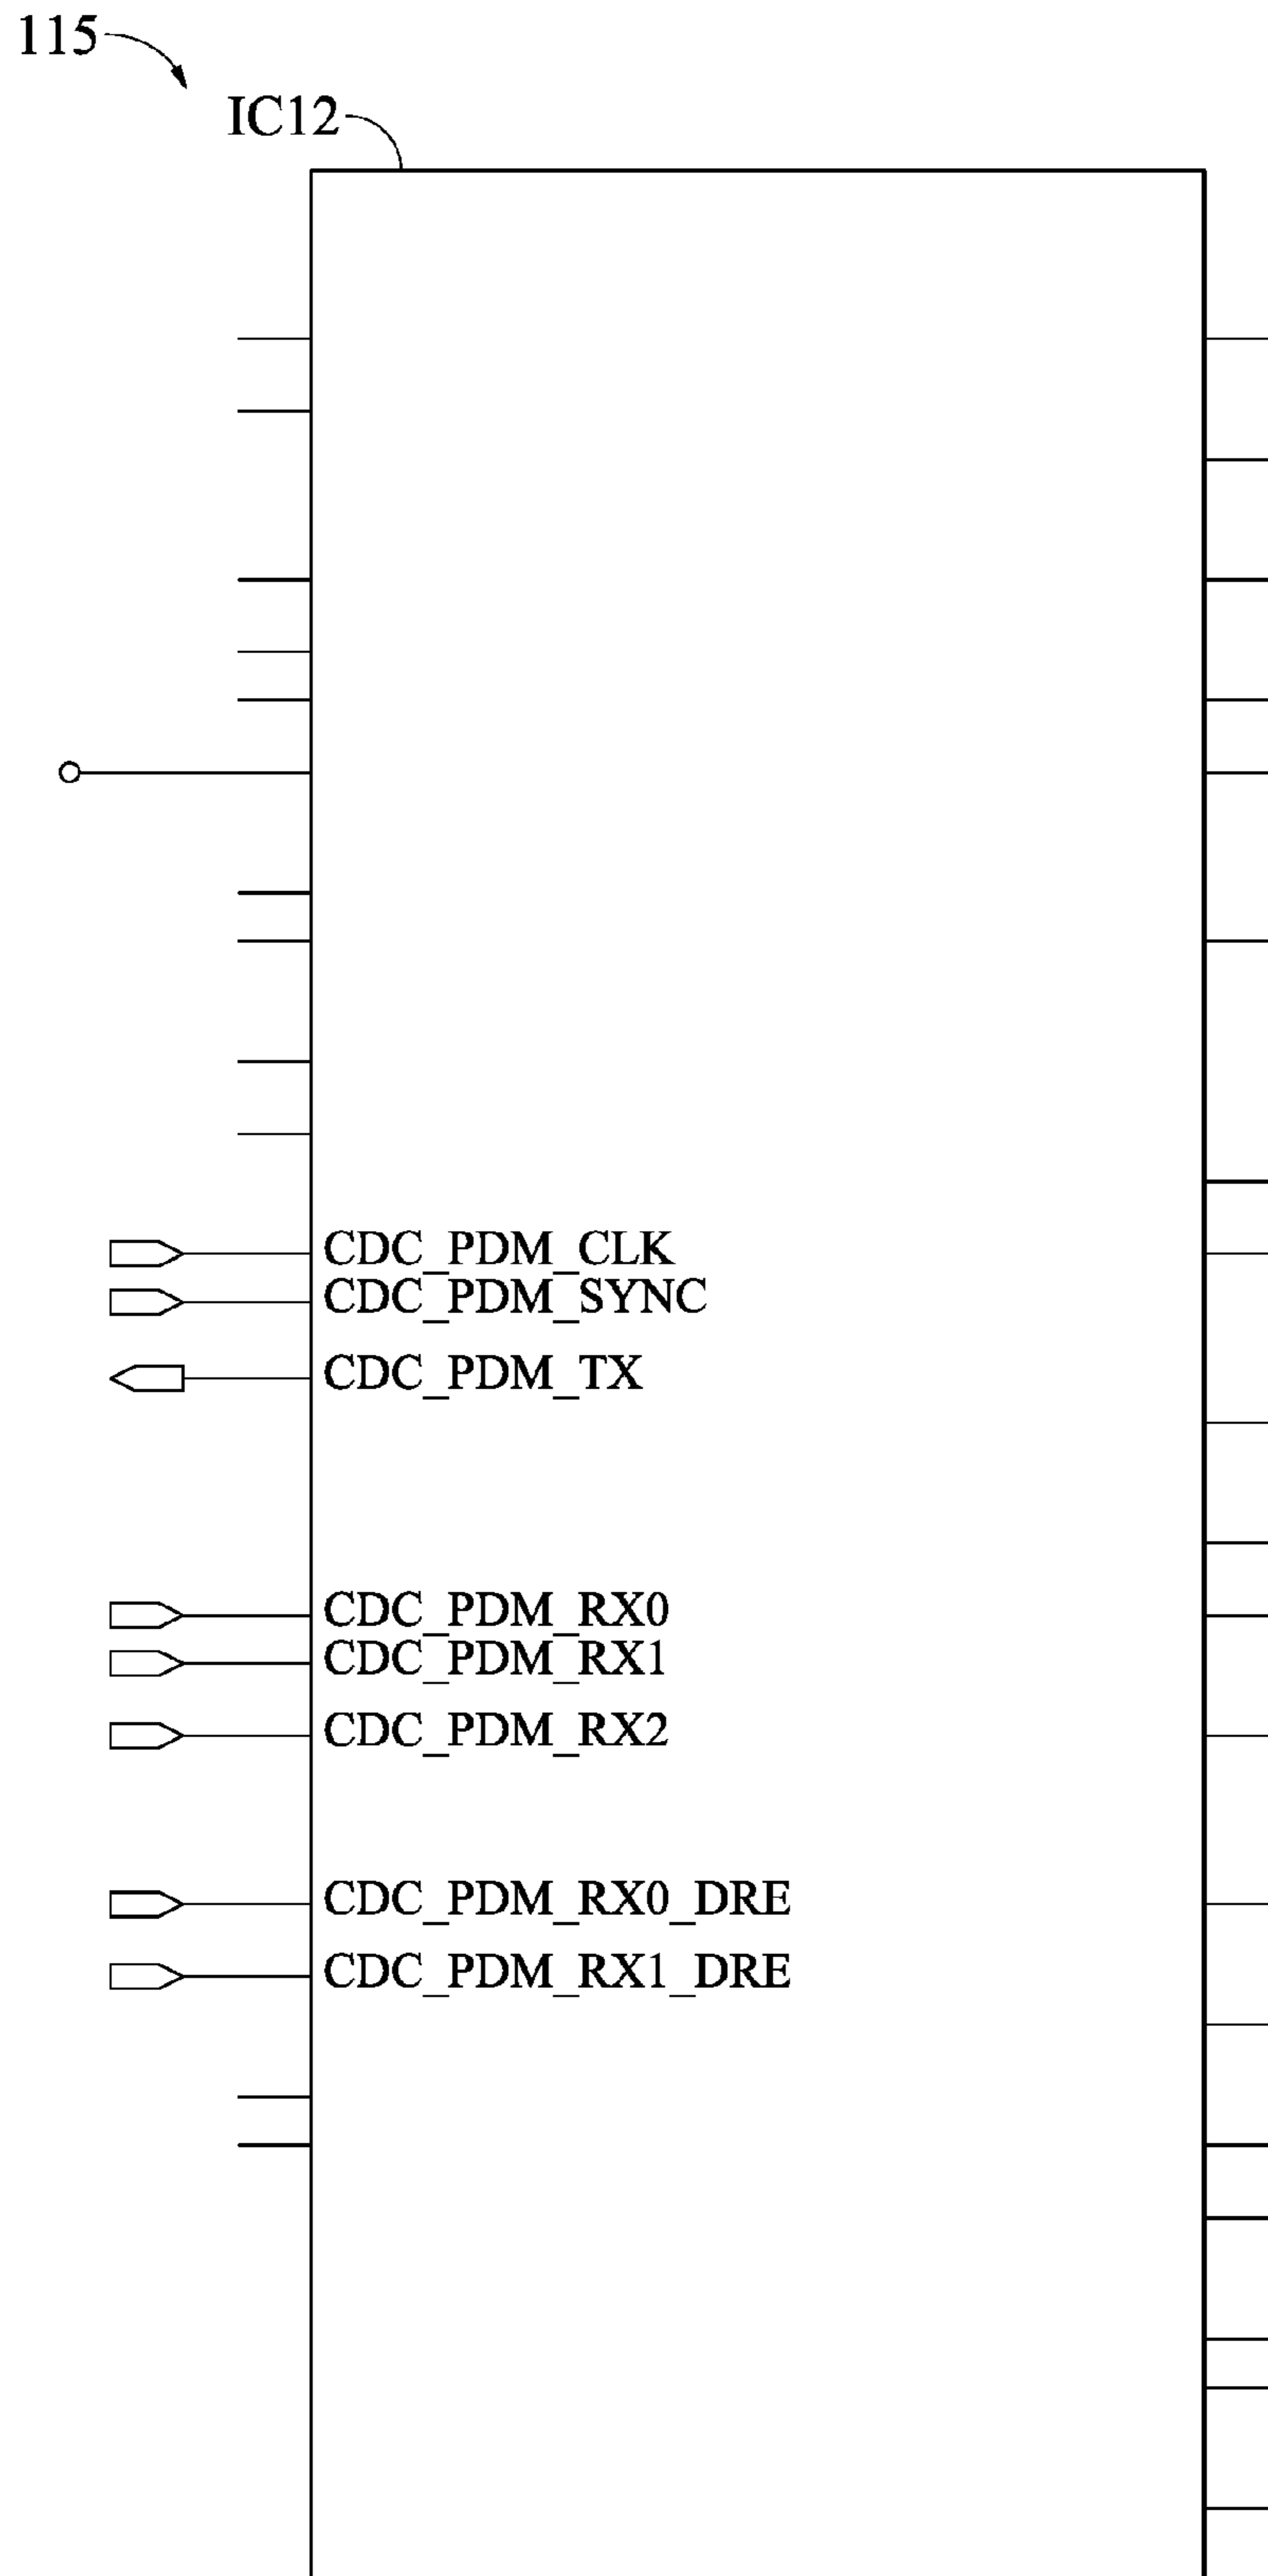 115
IC12
CDC_PDM_CLK
CDC_PDM_SYNC
CDC_PDM_TX
CDC_PDM_RX0
CDC_PDM_RX1
CDC_PDM_RX2
CDC_PDM_RX0_DRE
CDC_PDM_RX1_DRE